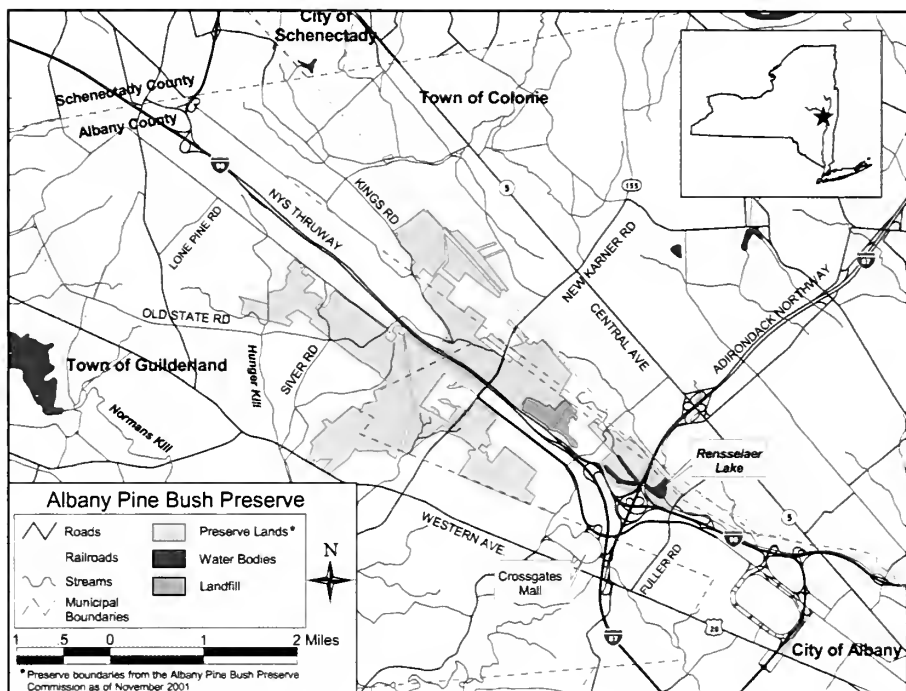 City of
Schenectady
Schenectady County
Albany County
Town of Colonie
5
155
LONE PINE RD
NYS THRUWAY
KINGS RD
NEW KARNER RD
CENTRAL AVE
ADIRONDACK NORTHWAY
OLD STATE RD
Hunger Kill
SIVER RD
Town of Guilderland
Normans Kill
Rensselaer
Lake
5
WESTERN AVE
Crossgates
Mall
FULLER RD
20
City of Albany
Albany Pine Bush Preserve
Roads
Railroads
Streams
Municipal
Boundaries
Preserve Lands*
Water Bodies
Landfill
N
1 .5 0 1 2 Miles
* Preserve boundaries from the Albany Pine Bush Preserve
Commission as of November 2001